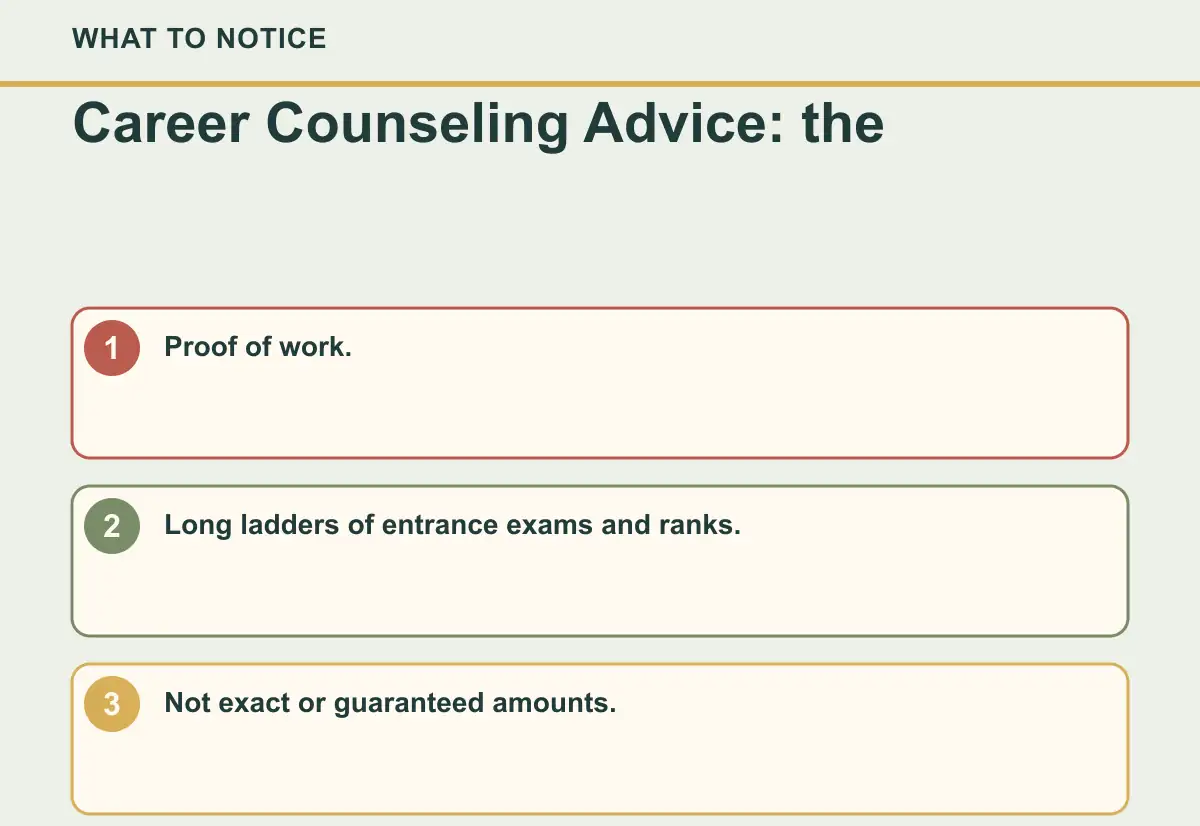 WHAT TO NOTICE
Career Counseling Advice: the
1 Proof of work.
2 Long ladders of entrance exams and ranks.
3 Not exact or guaranteed amounts.